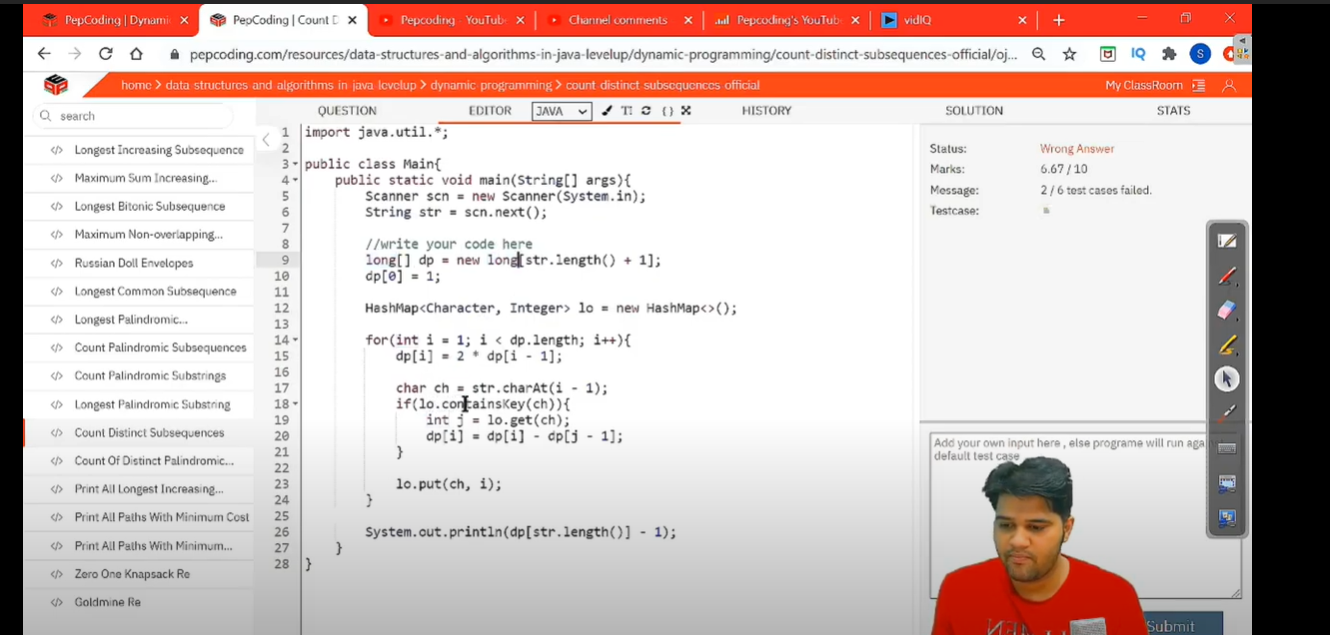 PepCoding | Dynami
PepCoding | Count D
Pepcoding YouTub
Channel comments
Pepcoding's YouTub
vidIQ
pepcoding.com/resources/data-structures-and-algorithms-in-java-levelup/dynamic-programming/count-distinct-subsequences-official/oj...
IQ
S
home > data-structures-and-algorithms-in-java-levelup > dynamic-programming > count-distinct-subsequences-official
My ClassRoom
search
QUESTION
EDITOR
JAVA
HISTORY
SOLUTION
STATS
Longest Increasing Subsequence
Maximum Sum Increasing...
Longest Bitonic Subsequence
Maximum Non-overlapping...
Russian Doll Envelopes
Longest Common Subsequence
Longest Palindromic...
Count Palindromic Subsequences
Count Palindromic Substrings
Longest Palindromic Substring
Count Distinct Subsequences
Count Of Distinct Palindromic...
Print All Longest Increasing...
Print All Paths With Minimum Cost
Print All Paths With Minimum...
Zero One Knapsack Re
Goldmine Re
1 import java.util.*;
2
3 public class Main{
4 public static void main(String[] args){
5 Scanner scn = new Scanner(System.in);
6 String str = scn.next();
7
8 //write your code here
9 long[] dp = new long[str.length() + 1];
10 dp[0] = 1;
11
12 HashMap<Character, Integer> lo = new HashMap<>();
13
14 for(int i = 1; i < dp.length; i++){
15 dp[i] = 2 * dp[i - 1];
16
17 char ch = str.charAt(i - 1);
18 if(lo.containsKey(ch)){
19 int j = lo.get(ch);
20 dp[i] = dp[i] - dp[j - 1];
21 }
22
23 lo.put(ch, i);
24 }
25
26 System.out.println(dp[str.length()] - 1);
27 }
28 }
Status: Wrong Answer
Marks: 6.67 / 10
Message: 2 / 6 test cases failed.
Testcase:
Add your own input here , else programe will run aga
default test case
Submit